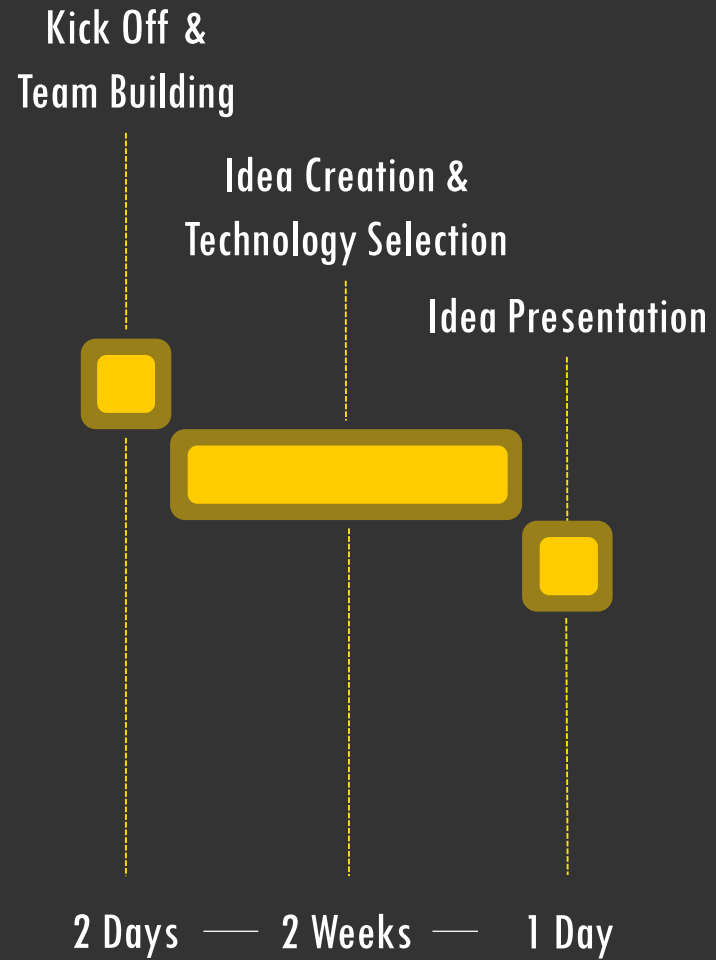 Kick Off &
Team Building
Idea Creation &
Technology Selection
Idea Presentation
2 Days — 2 Weeks — 1 Day